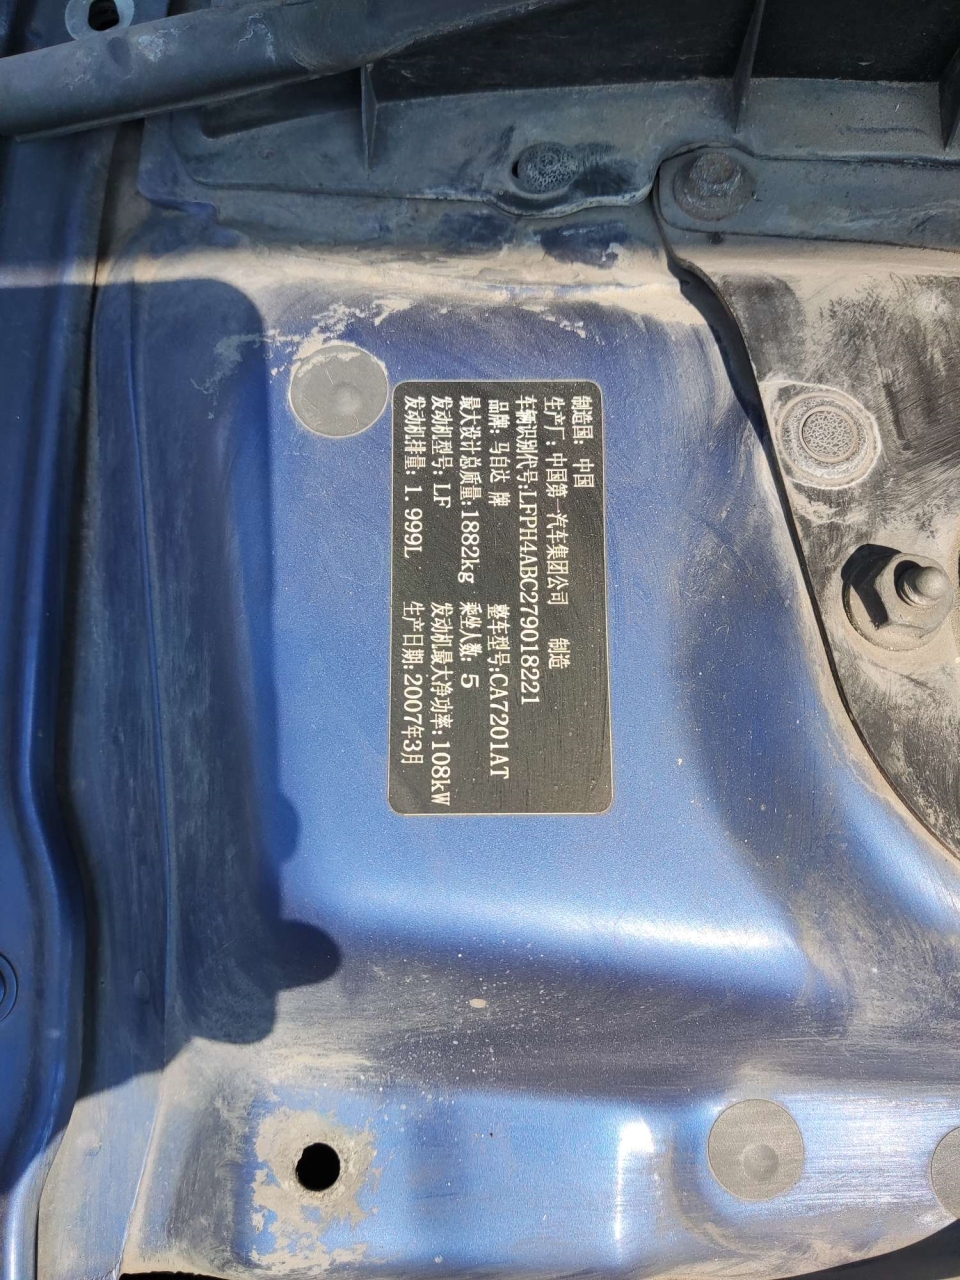 制造国：中国
生产厂：中国第一汽车集团公司 制造
车辆识别代号:LFPH4ABC279018221
品牌：马自达 牌 整车型号:CA7201AT
最大设计总质量:1882kg 乘坐人数: 5
发动机型号: LF 发动机最大净功率: 108kW
发动机排量: 1.999L 生产日期: 2007年3月